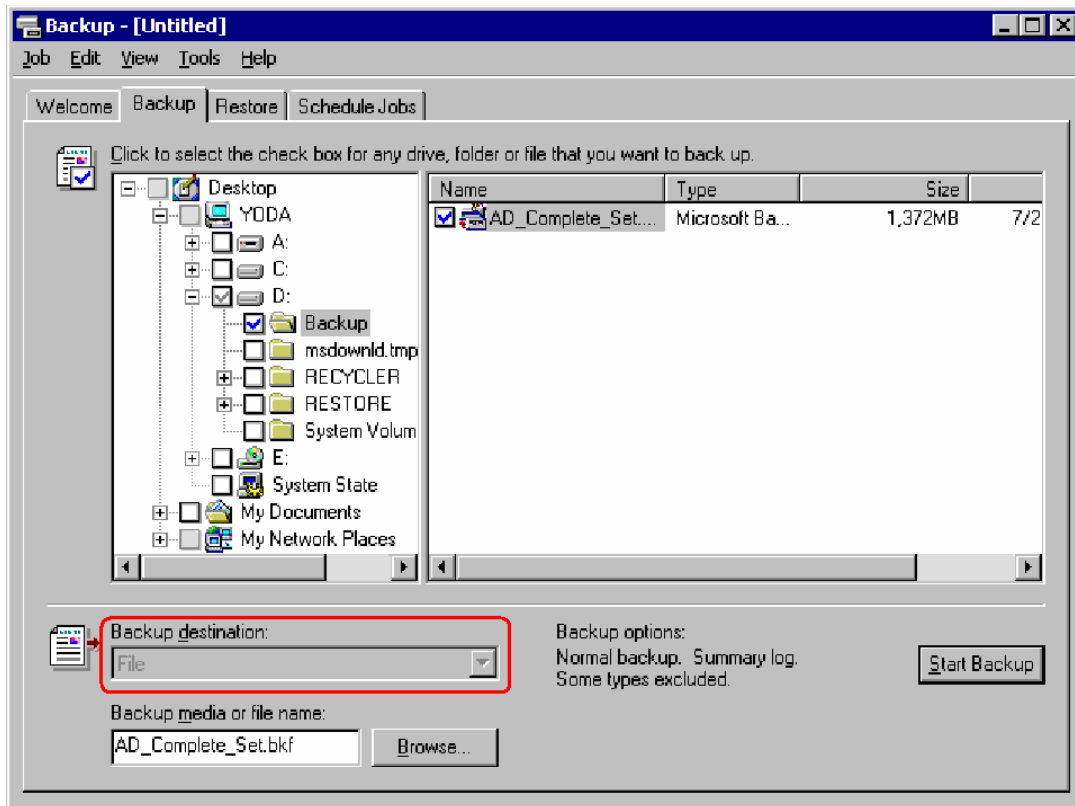 Backup - [Untitled]
Job Edit View Tools Help
Welcome Backup Restore Schedule Jobs
Click to select the check box for any drive, folder or file that you want to back up.
Desktop
YODA
A:
C:
D:
Backup
msdownld.tmp
RECYCLER
RESTORE
System Volum
E:
System State
My Documents
My Network Places
Name Type Size
AD_Complete_Set.... Microsoft Ba... 1,372MB 7/2
Backup destination:
File
Backup media or file name:
AD_Complete_Set.bkf Browse...
Backup options:
Normal backup. Summary log.
Some types excluded.
Start Backup